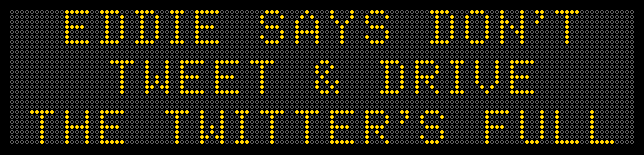 EDDIE SAYS DON'T
TWEET & DRIVE
THE TWITTER'S FULL